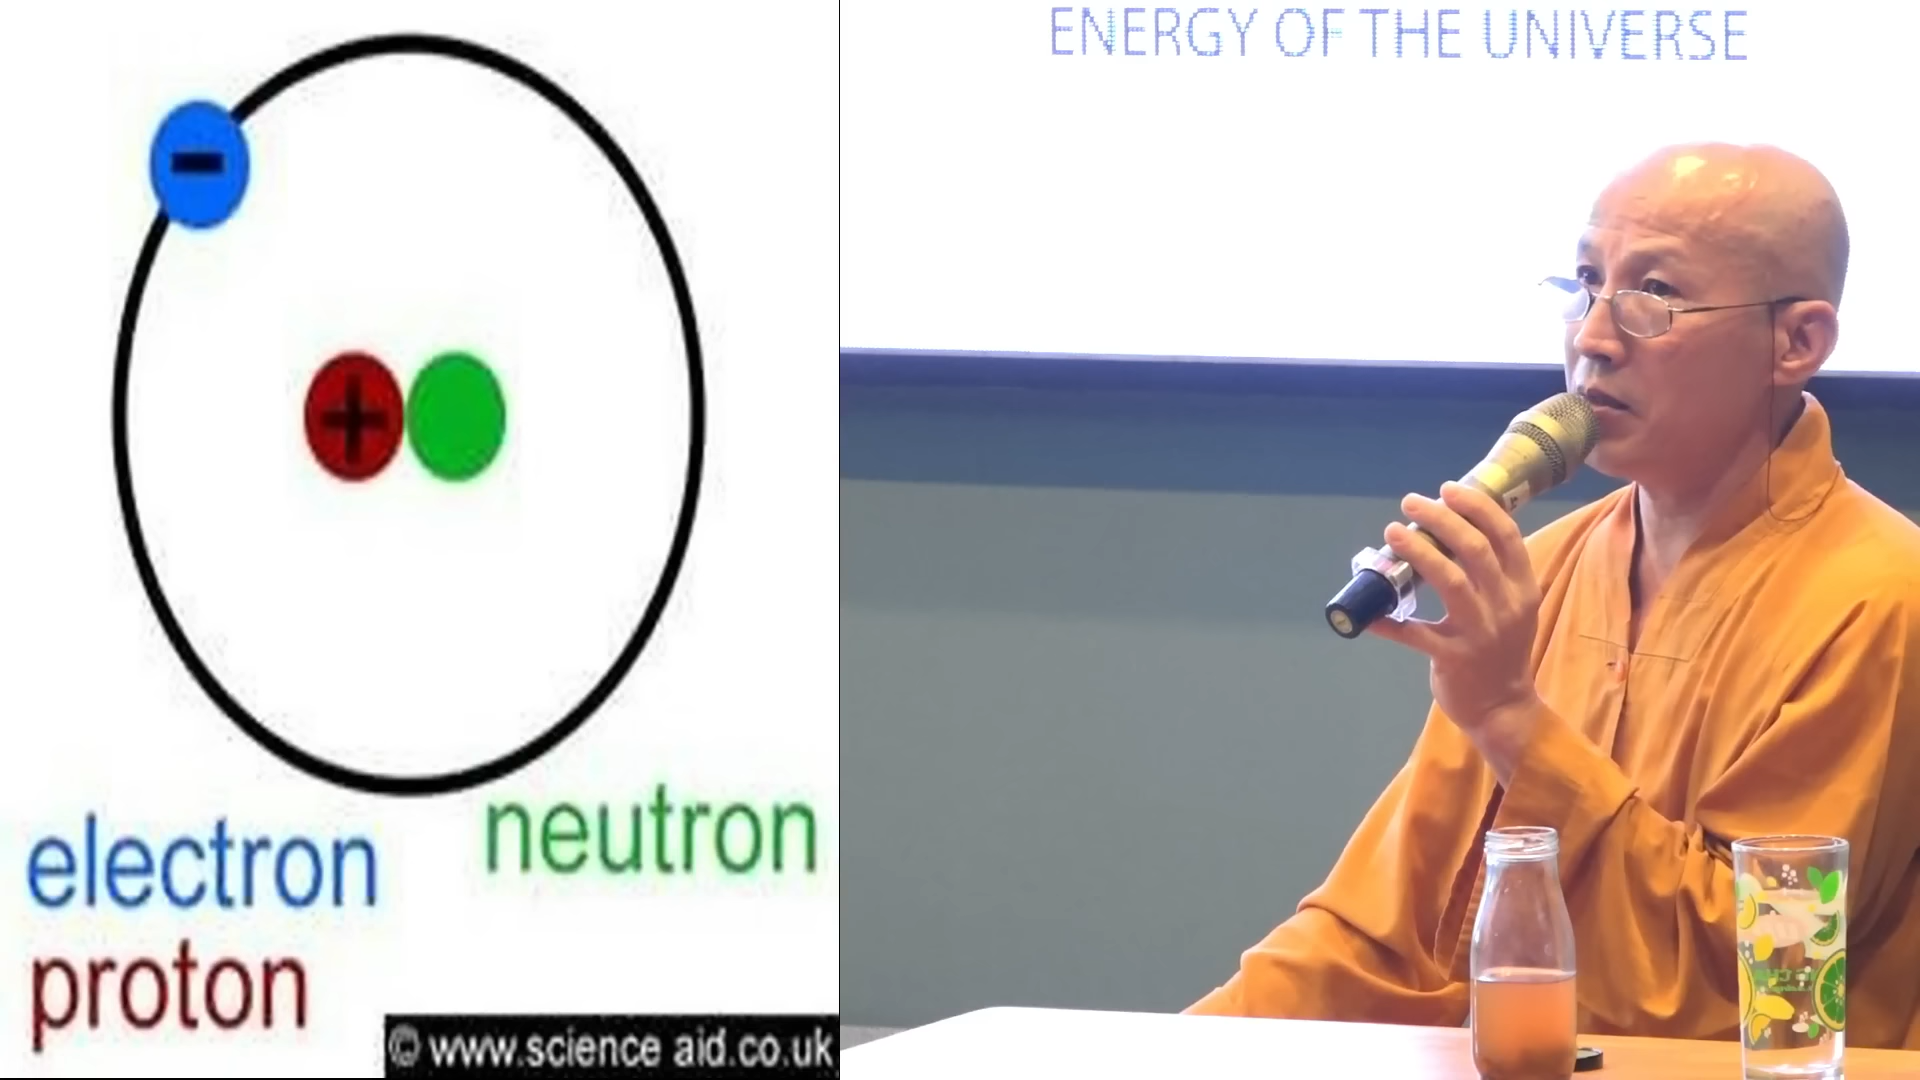 ENERGY OF THE UNIVERSE
-
+
electron
neutron
proton
© www.science aid.co.uk